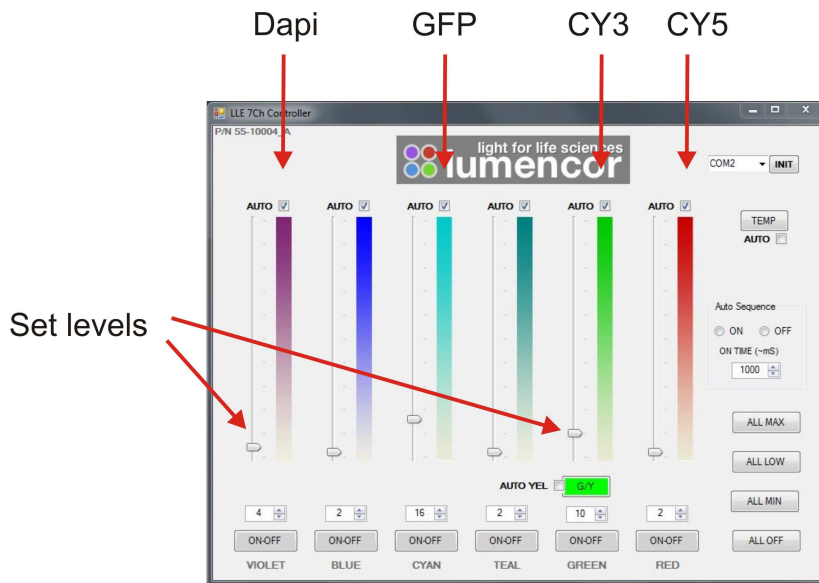 Dapi GFP CY3 CY5
LLE 7Ch Controller
P/N S5-10004_A
light for life sciences
lumencor
COM2 INIT
AUTO AUTO AUTO AUTO AUTO AUTO
TEMP
AUTO
Set levels
Auto Sequence
ON OFF
ON TIME (~mS)
1000
ALL MAX
ALL LOW
AUTO YEL G/Y
ALL MIN
4 2 16 2 10 2
ON-OFF ON-OFF ON-OFF ON-OFF ON-OFF ON-OFF ALL OFF
VIOLET BLUE CYAN TEAL GREEN RED